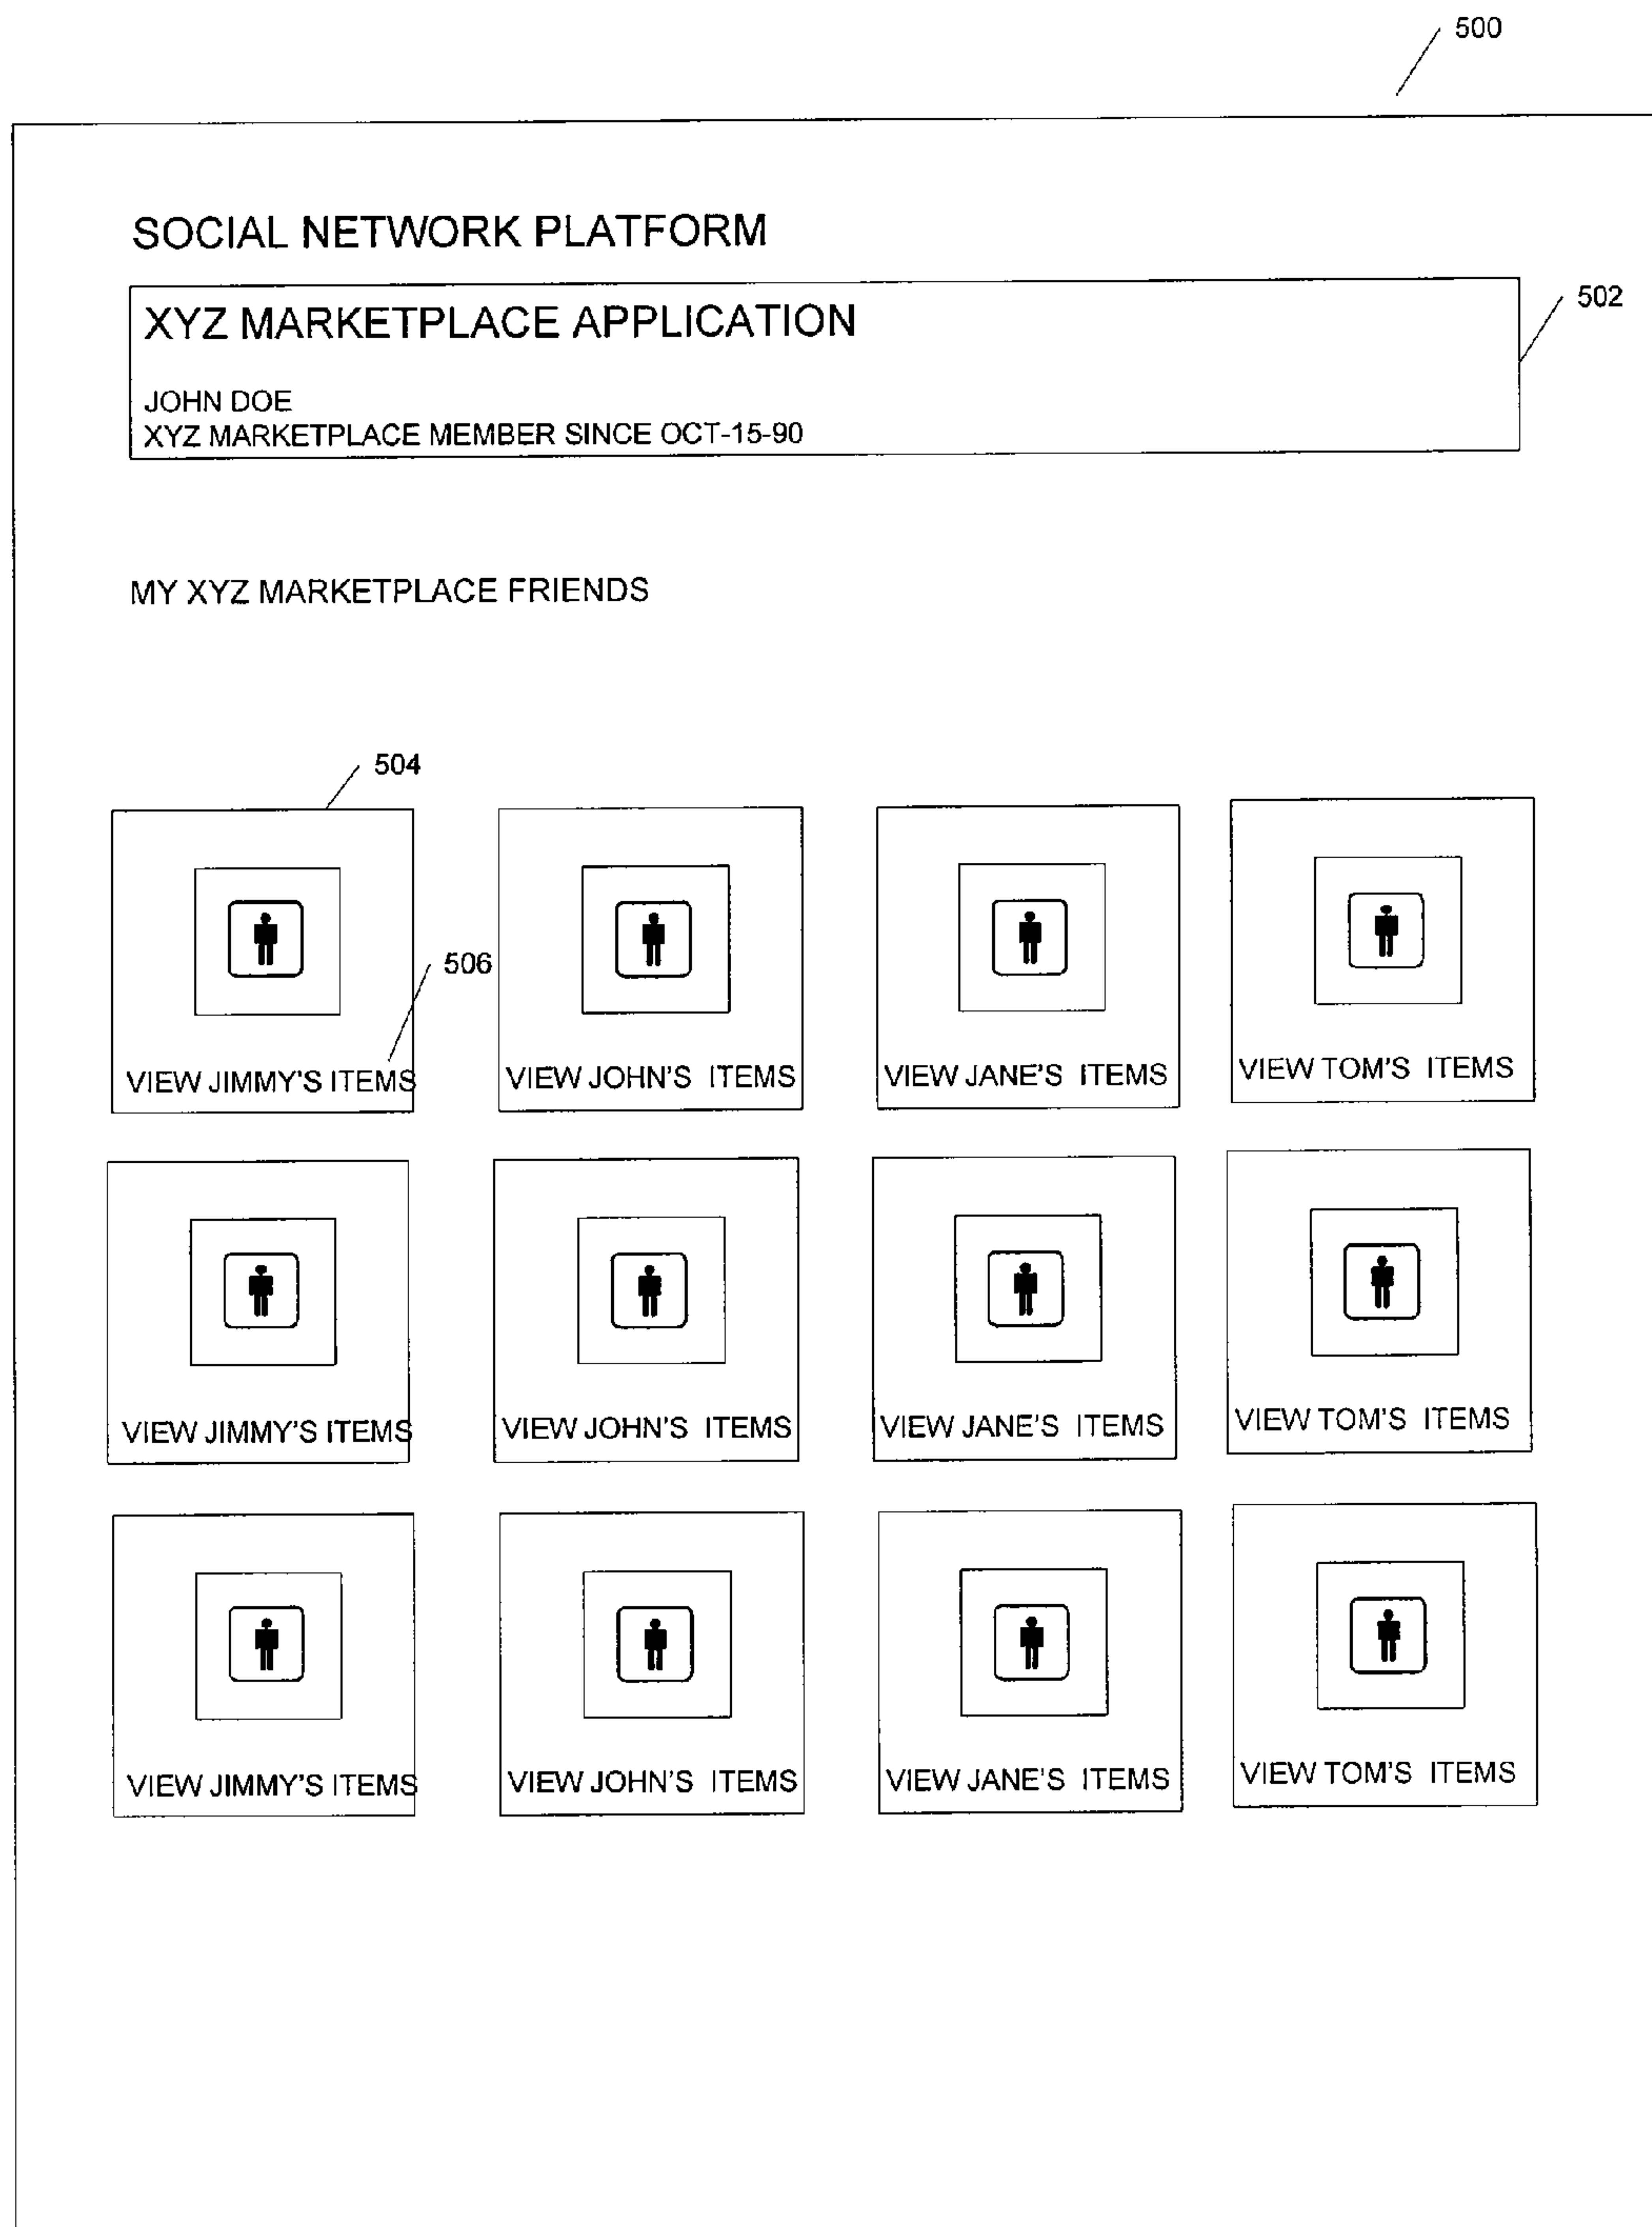 500
SOCIAL NETWORK PLATFORM
XYZ MARKETPLACE APPLICATION
502
JOHN DOE
XYZ MARKETPLACE MEMBER SINCE OCT-15-90
MY XYZ MARKETPLACE FRIENDS
504
506
VIEW JIMMY'S ITEMS
VIEW JOHN'S ITEMS
VIEW JANE'S ITEMS
VIEW TOM'S ITEMS
VIEW JIMMY'S ITEMS
VIEW JOHN'S ITEMS
VIEW JANE'S ITEMS
VIEW TOM'S ITEMS
VIEW JIMMY'S ITEMS
VIEW JOHN'S ITEMS
VIEW JANE'S ITEMS
VIEW TOM'S ITEMS